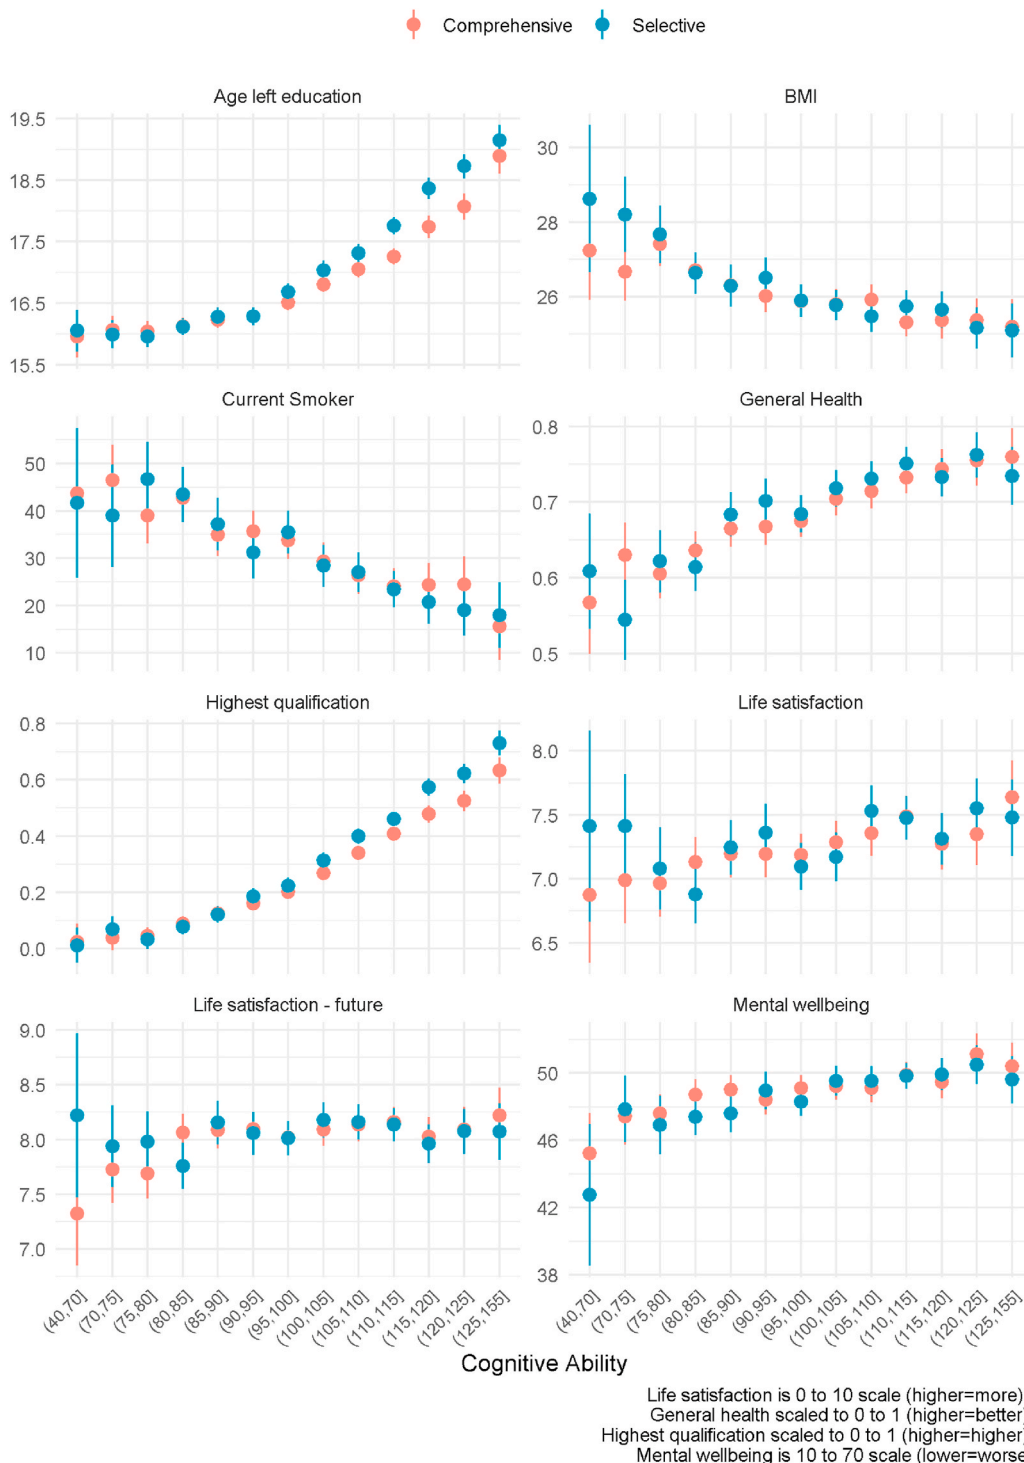 Comprehensive Selective
Age left education
19.5
18.5
17.5
16.5
15.5
BMI
30
28
26
Current Smoker
50
40
30
20
10
General Health
0.8
0.7
0.6
0.5
Highest qualification
0.8
0.6
0.4
0.2
0.0
Life satisfaction
8.0
7.5
7.0
6.5
Life satisfaction - future
9.0
8.5
8.0
7.5
7.0
(40,70] (70,75] (75,80] (80,85] (85,90] (90,95] (95,100] (100,105] (105,110] (110,115] (115,120] (120,125] (125,155]
Mental wellbeing
50
46
42
38
(40,70] (70,75] (75,80] (80,85] (85,90] (90,95] (95,100] (100,105] (105,110] (110,115] (115,120] (120,125] (125,155]
Cognitive Ability
Life satisfaction is 0 to 10 scale (higher=more)
General health scaled to 0 to 1 (higher=better)
Highest qualification scaled to 0 to 1 (higher=higher)
Mental wellbeing is 10 to 70 scale (lower=worse